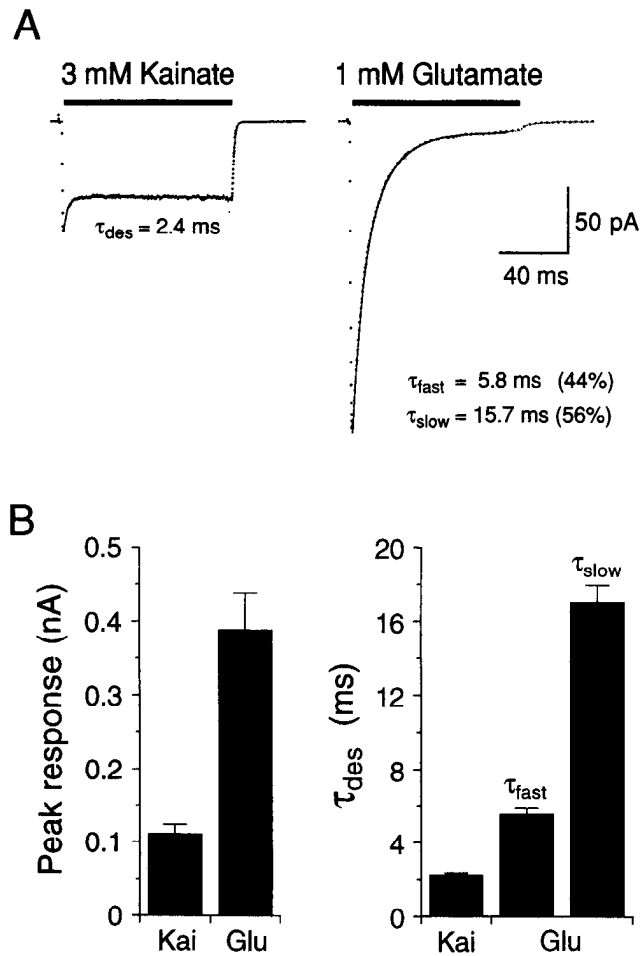 A
3 mM Kainate
1 mM Glutamate
τdes = 2.4 ms
50 pA
40 ms
τfast = 5.8 ms (44%)
τslow = 15.7 ms (56%)
B
Peak response (nA)
0.5
0.4
0.3
0.2
0.1
0
Kai Glu
τdes (ms)
20
16
12
8
4
0
τslow
τfast
Kai Glu